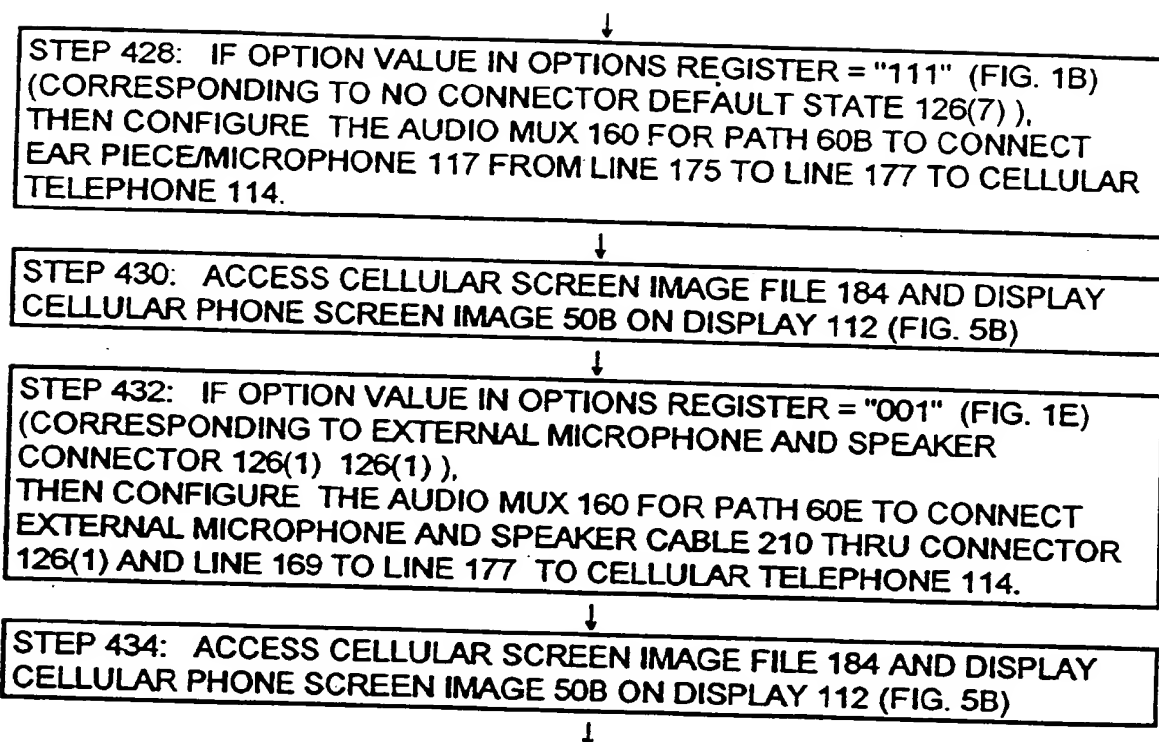 STEP 428: IF OPTION VALUE IN OPTIONS REGISTER = "111" (FIG. 1B)
(CORRESPONDING TO NO CONNECTOR DEFAULT STATE 126(7) ),
THEN CONFIGURE THE AUDIO MUX 160 FOR PATH 60B TO CONNECT
EAR PIECE/MICROPHONE 117 FROM LINE 175 TO LINE 177 TO CELLULAR
TELEPHONE 114.
STEP 430: ACCESS CELLULAR SCREEN IMAGE FILE 184 AND DISPLAY
CELLULAR PHONE SCREEN IMAGE 50B ON DISPLAY 112 (FIG. 5B)
STEP 432: IF OPTION VALUE IN OPTIONS REGISTER = "001" (FIG. 1E)
(CORRESPONDING TO EXTERNAL MICROPHONE AND SPEAKER
CONNECTOR 126(1) 126(1) ),
THEN CONFIGURE THE AUDIO MUX 160 FOR PATH 60E TO CONNECT
EXTERNAL MICROPHONE AND SPEAKER CABLE 210 THRU CONNECTOR
126(1) AND LINE 169 TO LINE 177 TO CELLULAR TELEPHONE 114.
STEP 434: ACCESS CELLULAR SCREEN IMAGE FILE 184 AND DISPLAY
CELLULAR PHONE SCREEN IMAGE 50B ON DISPLAY 112 (FIG. 5B)